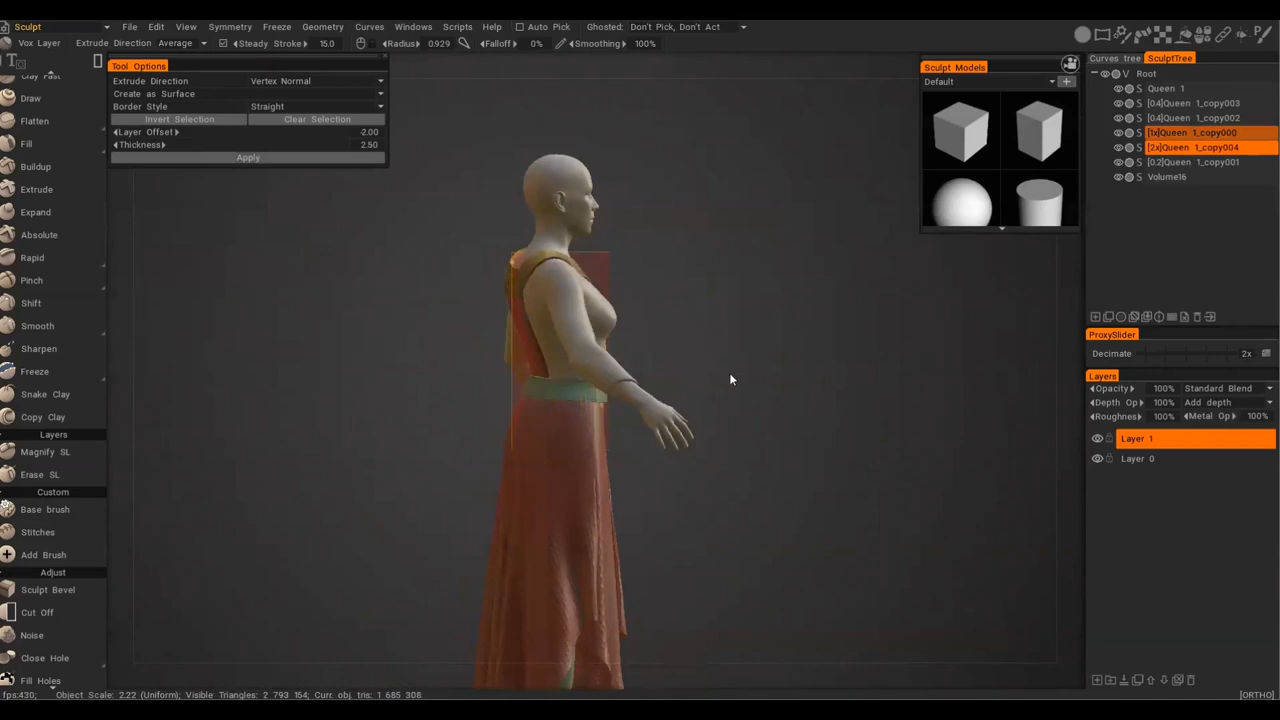 Sculpt File Edit View Symmetry Freeze Geometry Curves Windows Scripts Help Auto Pick Ghosted: Don't Pick, Don't Act
Vox Layer Extrude Direction Average Steady Stroke 15.0 Radius 0.929 Falloff 0% Smoothing 100%
Tool Options
Extrude Direction Vertex Normal
Create as Surface
Border Style Straight
Invert Selection Clear Selection
Layer Offset -2.00
Thickness 2.50
Apply
Clay Fast
Draw
Flatten
Fill
Buildup
Extrude
Expand
Absolute
Rapid
Pinch
Shift
Smooth
Sharpen
Freeze
Snake Clay
Copy Clay
Layers
Magnify SL
Erase SL
Custom
Base brush
Stitches
Add Brush
Adjust
Sculpt Bevel
Cut Off
Noise
Close Hole
Fill Holes
Sculpt Models
Default
Curves tree SculptTree
V Root
S Queen 1
S [0.4]Queen 1_copy003
S [0.4]Queen 1_copy002
S [1x]Queen 1_copy000
S [2x]Queen 1_copy004
S [0.2]Queen 1_copy001
S Volume16
ProxySlider
Decimate 2x
Layers
Opacity 100% Standard Blend
Depth Op 100% Add depth
Roughness 100% Metal Op 100%
Layer 1
Layer 0
fps:430; Object Scale: 2.22 (Uniform); Visible Triangles: 2 793 154; Curr. obj. tris: 1 685 308. [ORTHO]